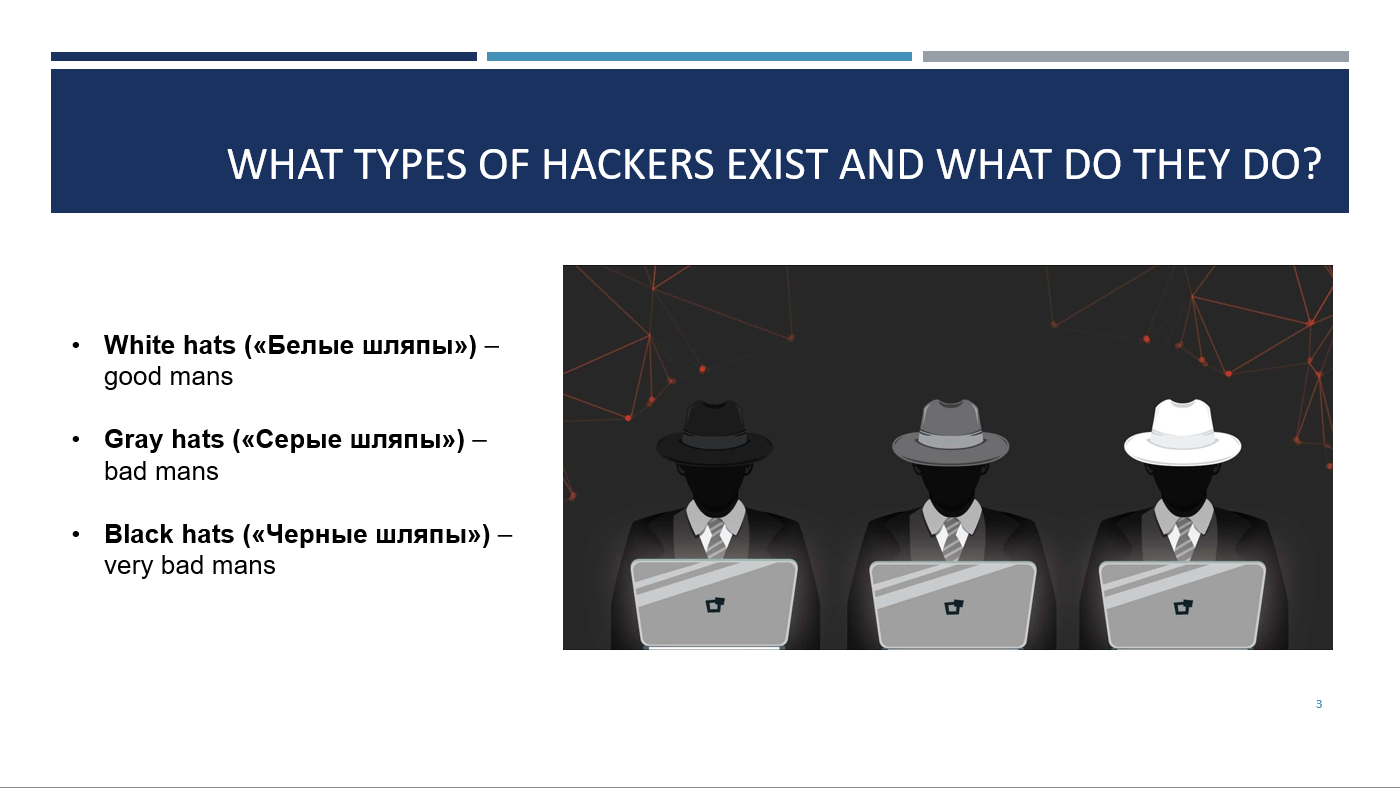 WHAT TYPES OF HACKERS EXIST AND WHAT DO THEY DO?
• White hats («Белые шляпы») –
good mans
• Gray hats («Серые шляпы») –
bad mans
• Black hats («Черные шляпы») –
very bad mans
3